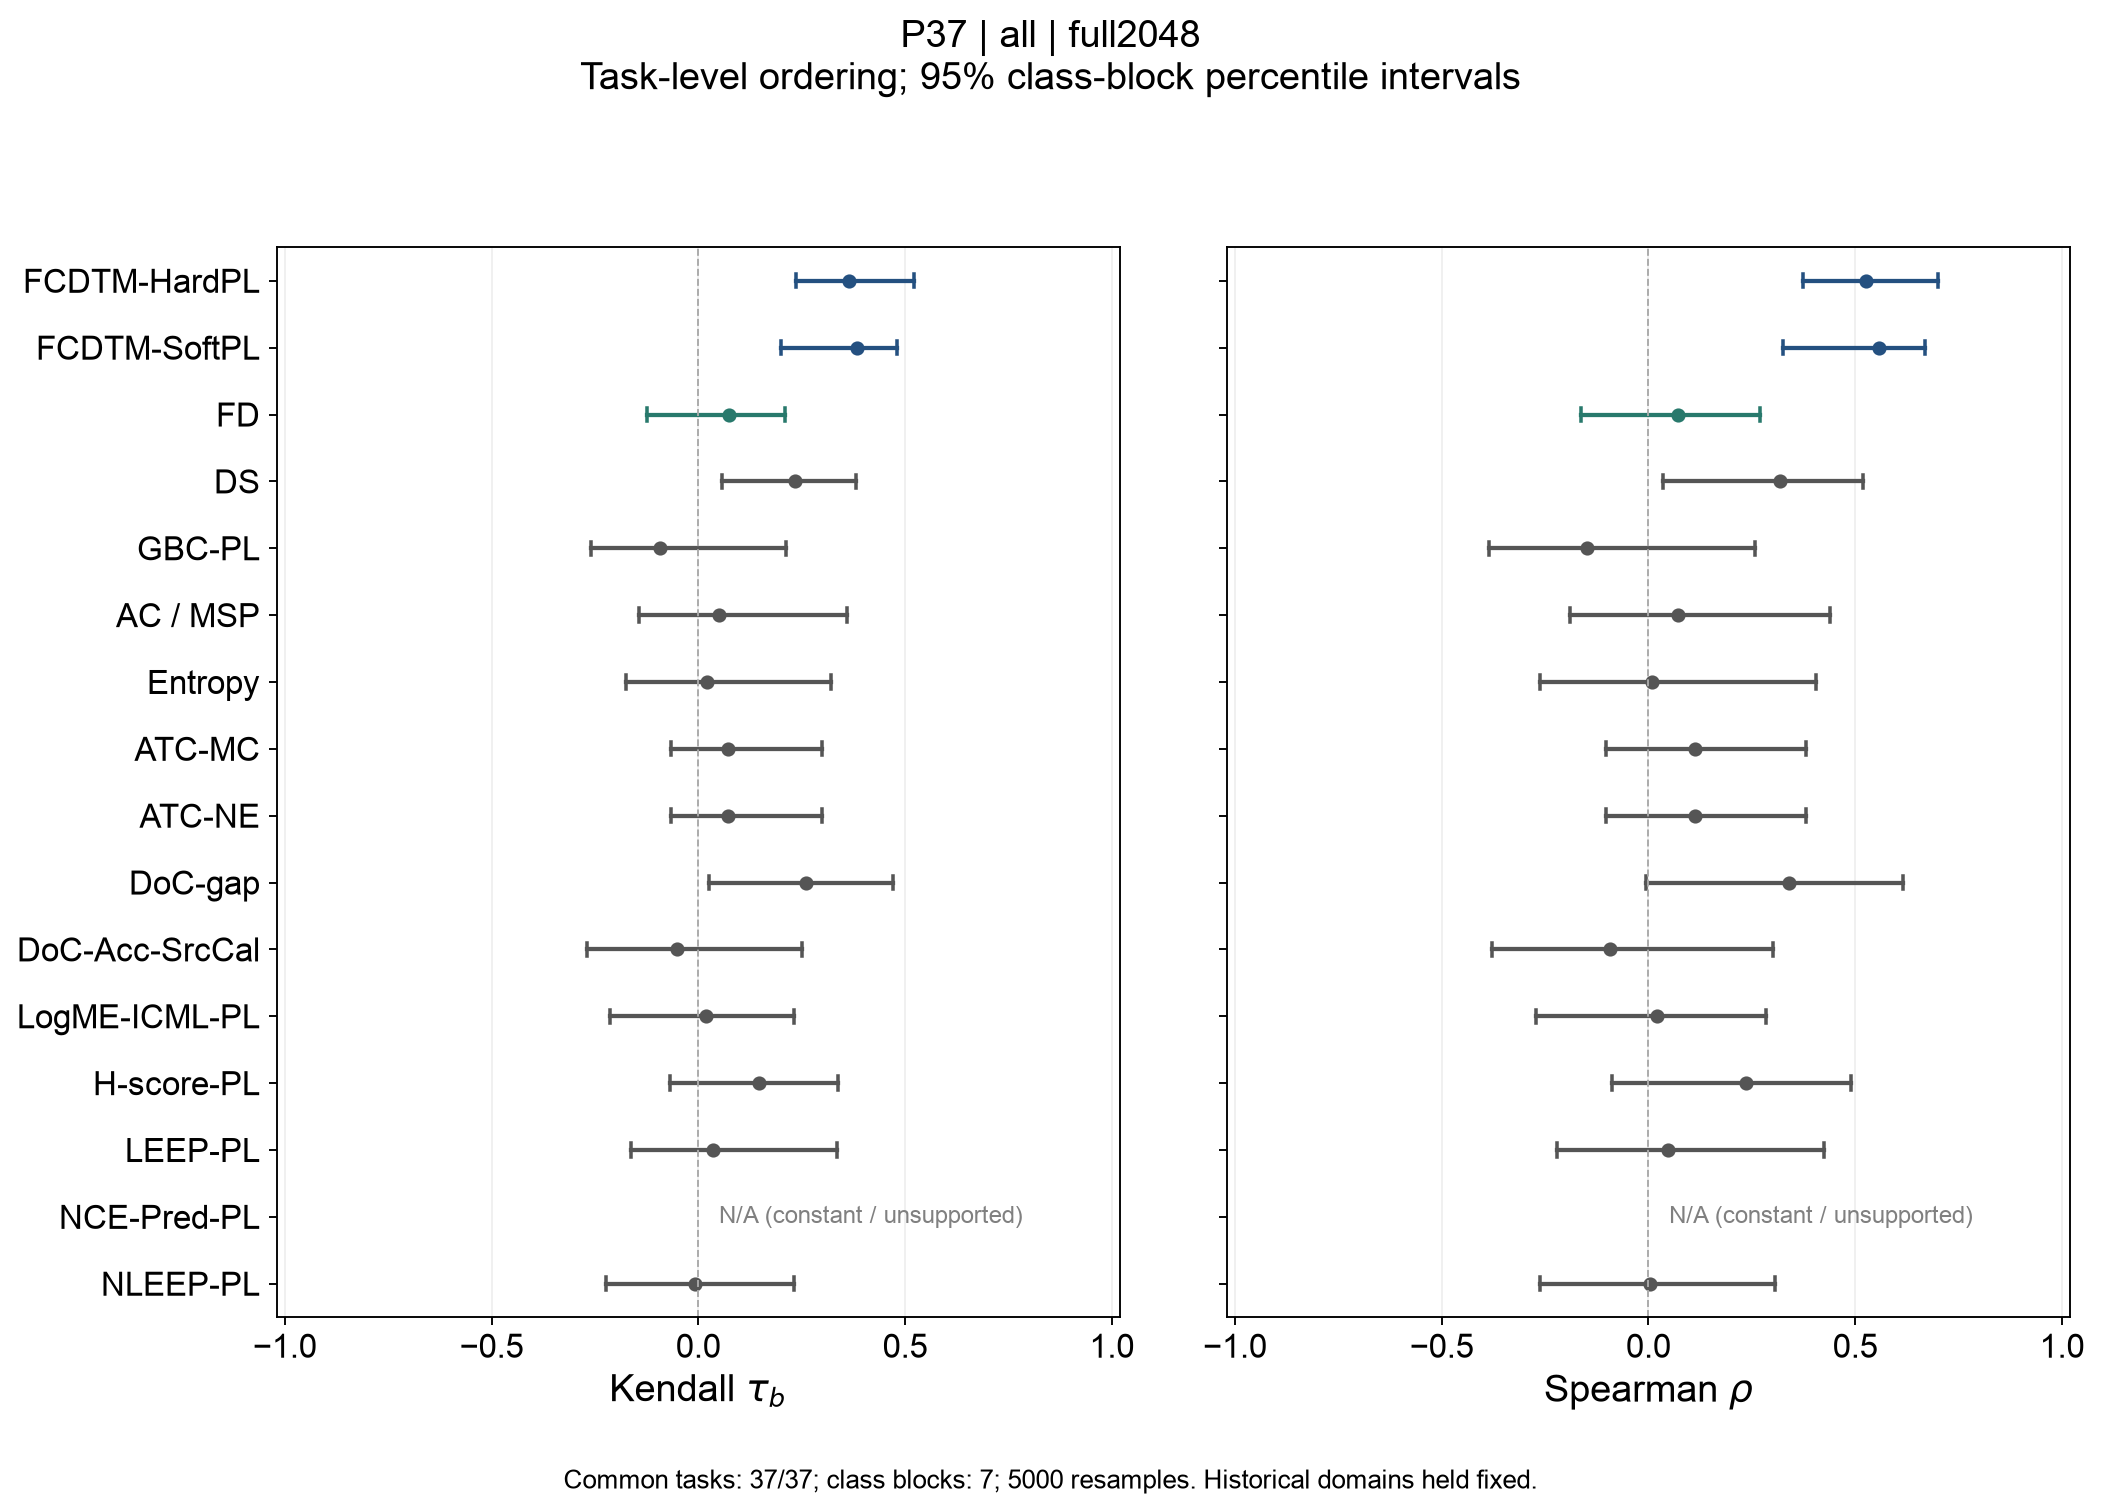 P37 | all | full2048
Task-level ordering; 95% class-block percentile intervals
FCDTM-HardPL
FCDTM-SoftPL
FD
DS
GBC-PL
AC / MSP
Entropy
ATC-MC
ATC-NE
DoC-gap
DoC-Acc-SrcCal
LogME-ICML-PL
H-score-PL
LEEP-PL
NCE-Pred-PL
NLEEP-PL
N/A (constant / unsupported)
−1.0 −0.5 0.0 0.5 1.0
Kendall τ_b
N/A (constant / unsupported)
−1.0 −0.5 0.0 0.5 1.0
Spearman ρ
Common tasks: 37/37; class blocks: 7; 5000 resamples. Historical domains held fixed.